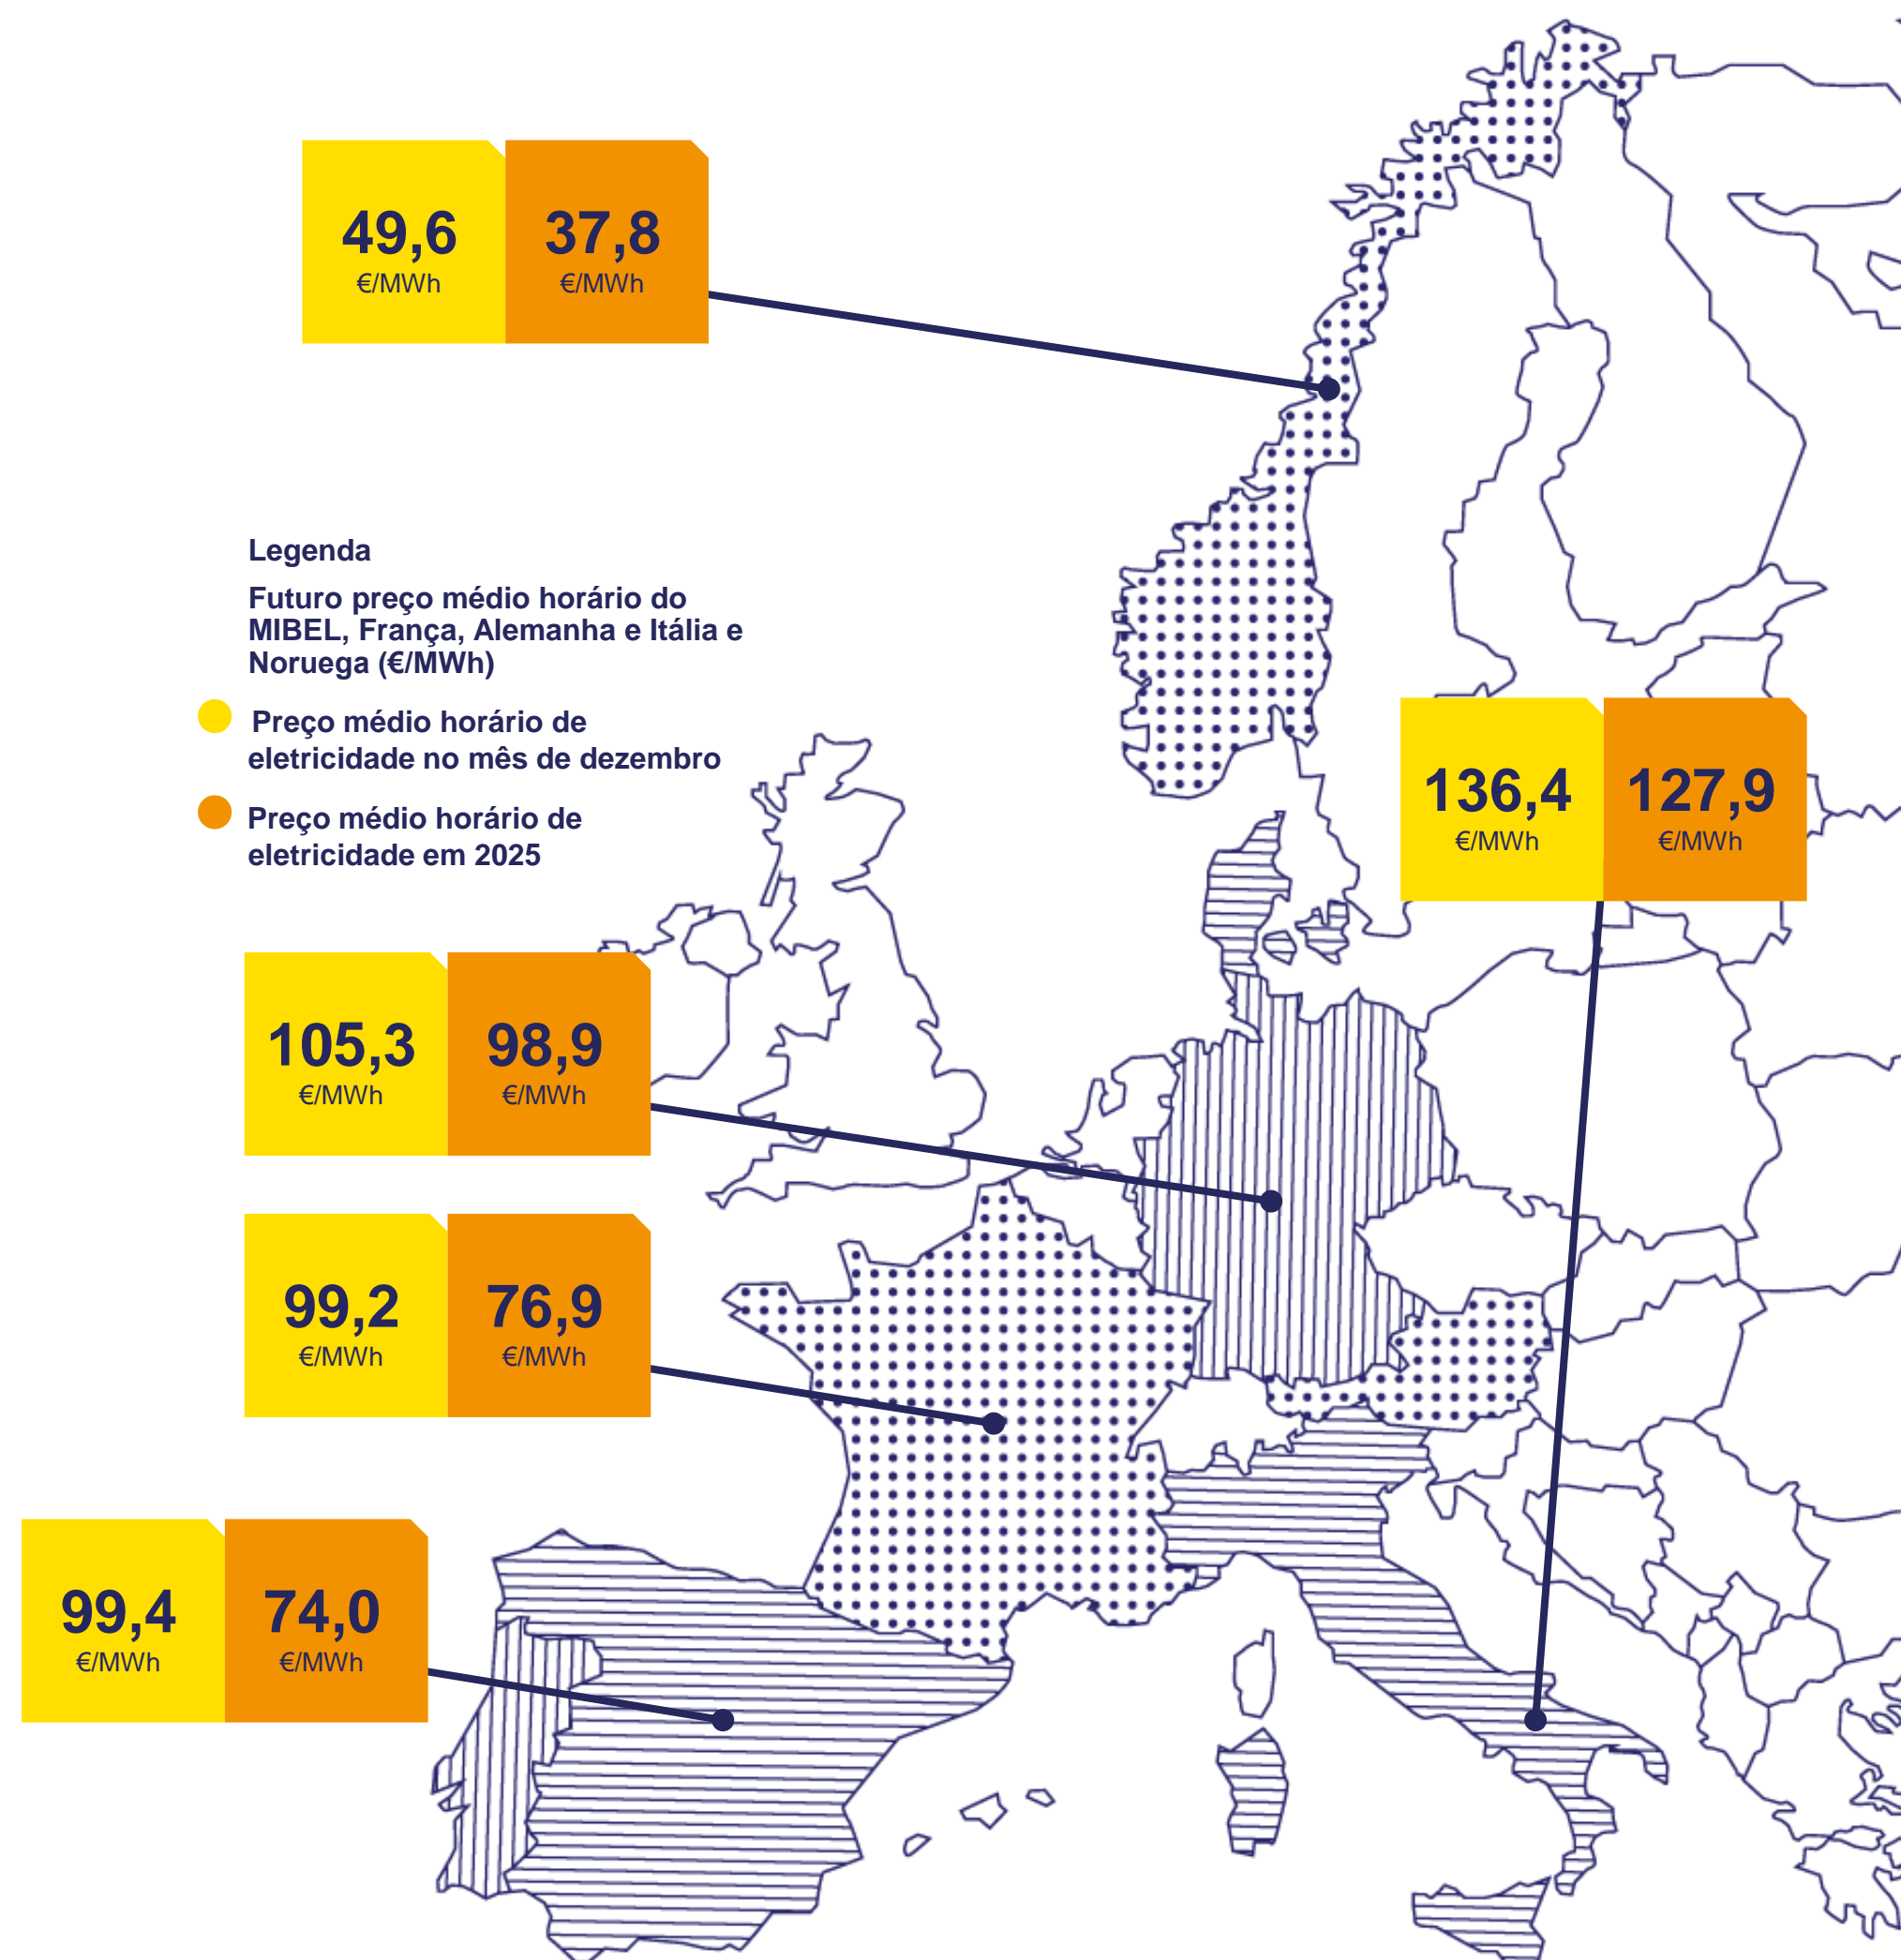 49,6
€/MWh
37,8
€/MWh
Legenda
Futuro preço médio horário do
MIBEL, França, Alemanha e Itália e
Noruega (€/MWh)
Preço médio horário de
eletricidade no mês de dezembro
Preço médio horário de
eletricidade em 2025
136,4
€/MWh
127,9
€/MWh
105,3
€/MWh
98,9
€/MWh
99,2
€/MWh
76,9
€/MWh
99,4
€/MWh
74,0
€/MWh